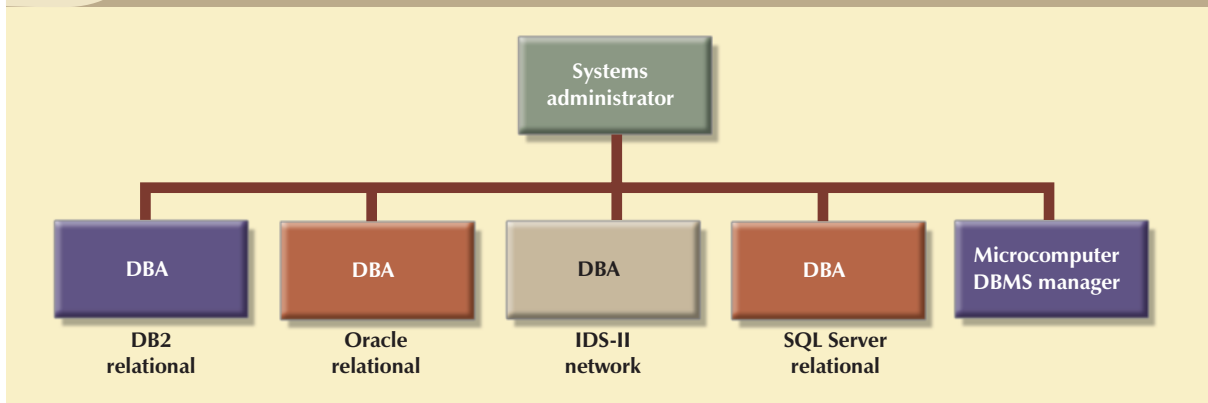 Systems
administrator
DBA
DBA
DBA
DBA
Microcomputer
DBMS manager
DB2
relational
Oracle
relational
IDS-II
network
SQL Server
relational